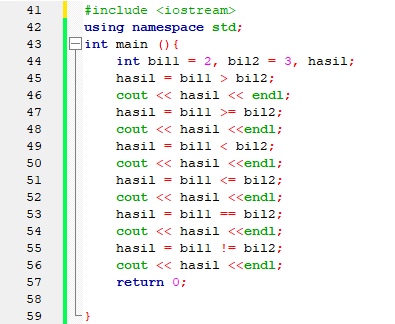 41 #include <iostream>
42 using namespace std;
43 int main (){
44 int bil1 = 2, bil2 = 3, hasil;
45 hasil = bil1 > bil2;
46 cout << hasil << endl;
47 hasil = bil1 >= bil2;
48 cout << hasil <<endl;
49 hasil = bil1 < bil2;
50 cout << hasil <<endl;
51 hasil = bil1 <= bil2;
52 cout << hasil <<endl;
53 hasil = bil1 == bil2;
54 cout << hasil <<endl;
55 hasil = bil1 != bil2;
56 cout << hasil <<endl;
57 return 0;
58
59 }